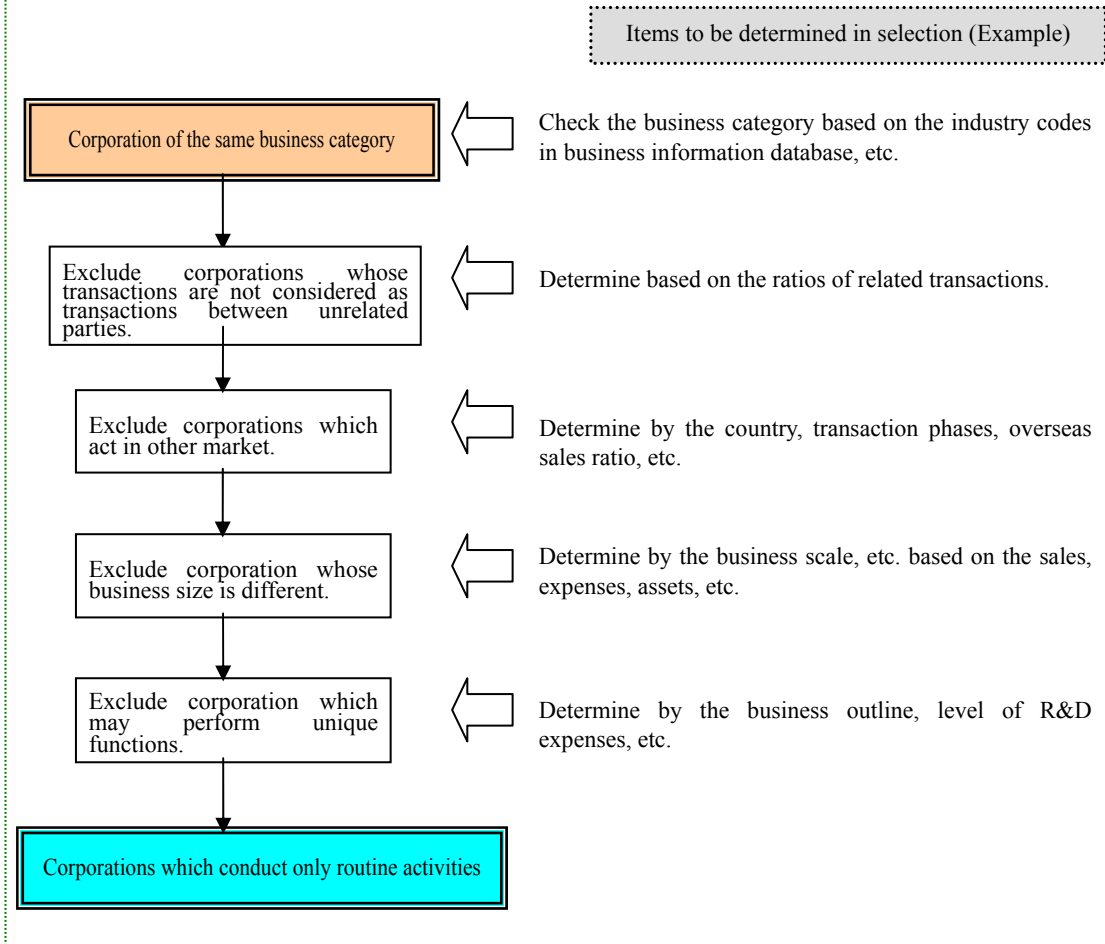 Items to be determined in selection (Example)
Corporation of the same business category
Check the business category based on the industry codes
in business information database, etc.
Exclude corporations whose
transactions are not considered as
transactions between unrelated
parties.
Determine based on the ratios of related transactions.
Exclude corporations which
act in other market.
Determine by the country, transaction phases, overseas
sales ratio, etc.
Exclude corporation whose
business size is different.
Determine by the business scale, etc. based on the sales,
expenses, assets, etc.
Exclude corporation which
may perform unique
functions.
Determine by the business outline, level of R&D
expenses, etc.
Corporations which conduct only routine activities